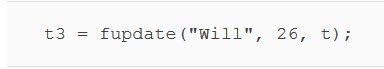 t3 = fupdate("Will", 26, t);